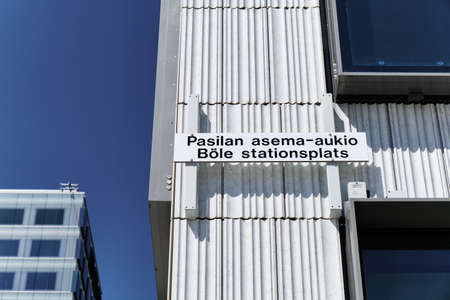 Pasilan asema-aukio
Böle stationsplats